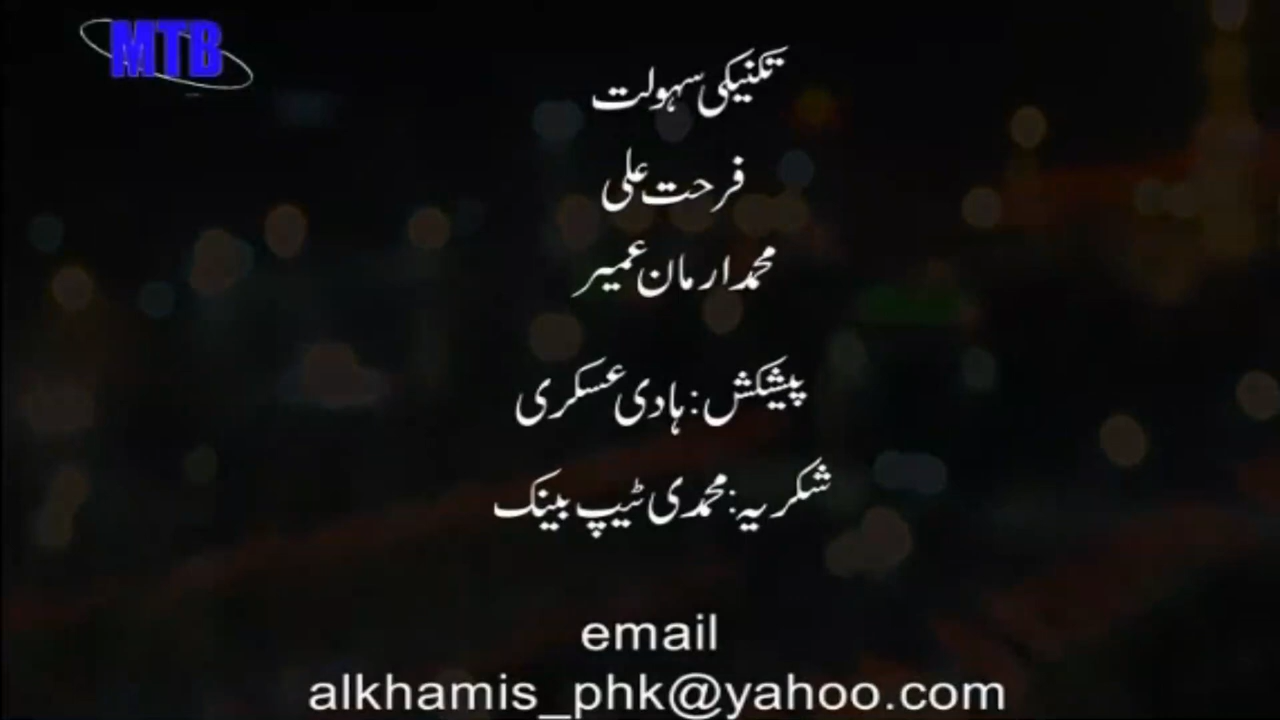 MTB
تکنیکی سہولت
فرحت علی
محمد ارمان عمیر
پیشکش: ہادی عسکری
شکریہ: محمدی ٹیپ بینک
email
alkhamis_phk@yahoo.com